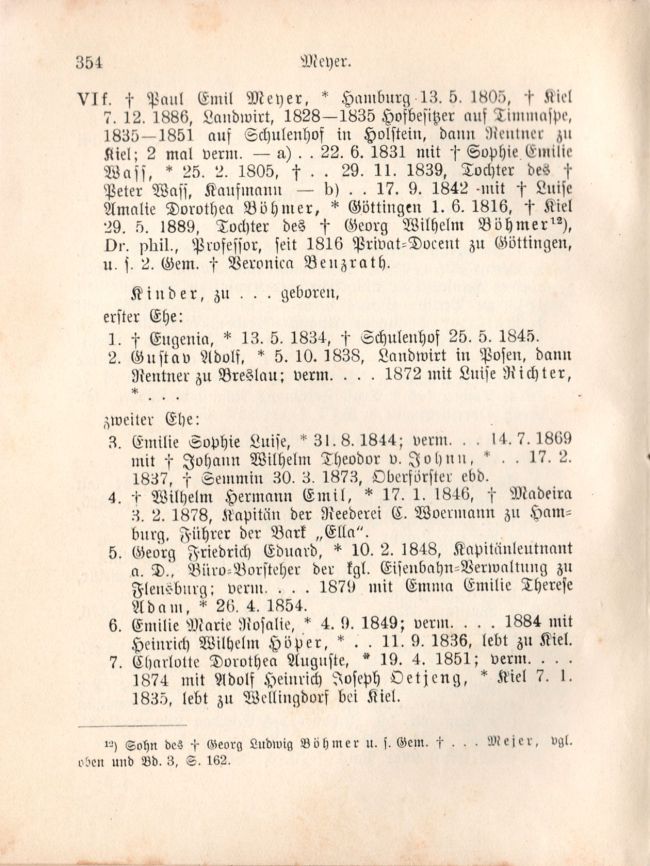 354 Meyer.
VIf. † Paul Emil Meyer, * Hamburg 13. 5. 1805, † Kiel
7. 12. 1886, Landwirt, 1828—1835 Hofbesitzer auf Timmaspe,
1835—1851 auf Schulenhof in Holstein, dann Rentner zu
Kiel; 2 mal verm. — a) . . 22. 6. 1831 mit † Sophie Emilie
Wass, * 25. 2. 1805, † . . 29. 11. 1839, Tochter des †
Peter Wass, Kaufmann — b) . . 17. 9. 1842 mit † Luise
Amalie Dorothea Böhmer, * Göttingen 1. 6. 1816, † Kiel
29. 5. 1889, Tochter des † Georg Wilhelm Böhmer¹²),
Dr. phil., Professor, seit 1816 Privat-Docent zu Göttingen,
u. s. 2. Gem. † Veronica Benzrath.
Kinder, zu . . . geboren,
erster Ehe:
1. † Eugenia, * 13. 5. 1834, † Schulenhof 25. 5. 1845.
2. Gustav Adolf, * 5. 10. 1838, Landwirt in Posen, dann
Rentner zu Breslau; verm. . . . 1872 mit Luise Richter,
* . . .
zweiter Ehe:
3. Emilie Sophie Luise, * 31. 8. 1844; verm. . . 14. 7. 1869
mit † Johann Wilhelm Theodor v. Johnn, * . . 17. 2.
1837, † Semmin 30. 3. 1873, Oberförster ebd.
4. † Wilhelm Hermann Emil, * 17. 1. 1846, † Madeira
3. 2. 1878, Kapitän der Reederei C. Woermann zu Ham-
burg, Führer der Bark „Ella“.
5. Georg Friedrich Eduard, * 10. 2. 1848, Kapitänleutnant
a. D., Büro-Vorsteher der kgl. Eisenbahn-Verwaltung zu
Flensburg; verm. . . . 1879 mit Emma Emilie Therese
Adam, * 26. 4. 1854.
6. Emilie Marie Rosalie, * 4. 9. 1849; verm. . . . 1884 mit
Heinrich Wilhelm Höper, * . . 11. 9. 1836, lebt zu Kiel.
7. Charlotte Dorothea Auguste, * 19. 4. 1851; verm. . . .
1874 mit Adolf Heinrich Joseph Oetjeng, * Kiel 7. 1.
1835, lebt zu Wellingdorf bei Kiel.
¹²) Sohn des † Georg Ludwig Böhmer u. s. Gem. † . . . Mejer, vgl.
oben und Bd. 3, S. 162.